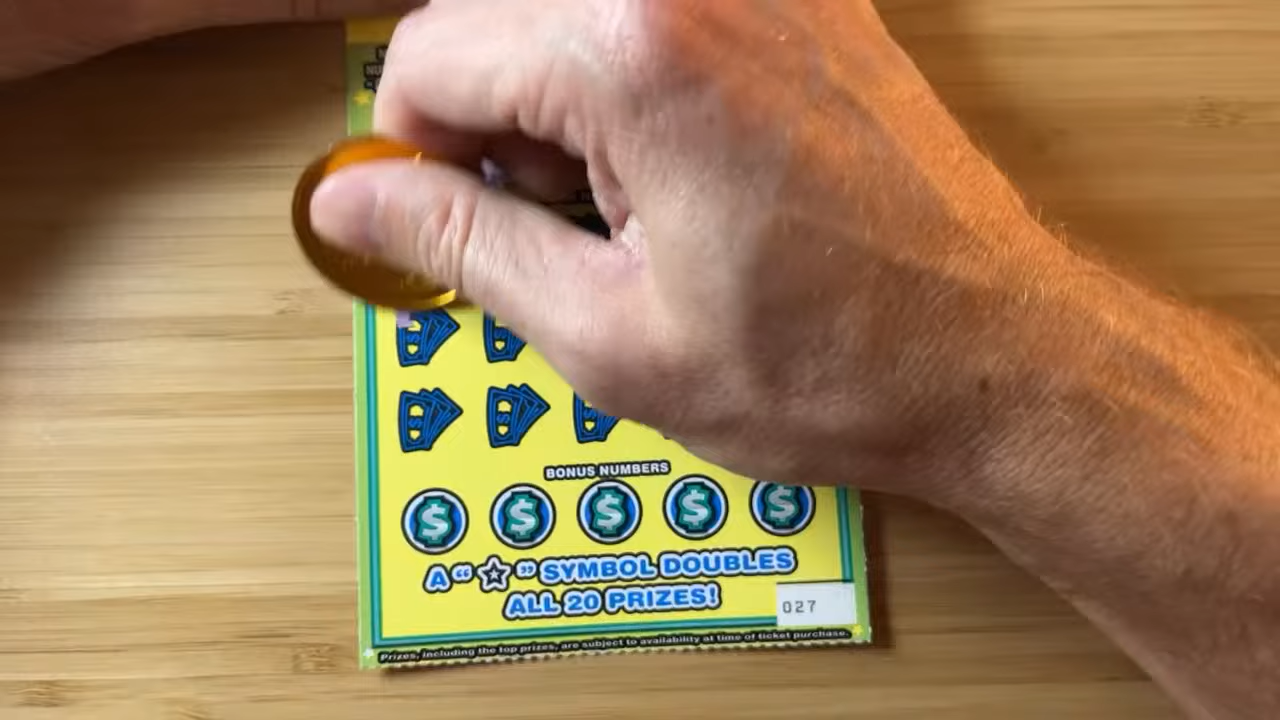 BONUS NUMBERS
A “☆” SYMBOL DOUBLES
ALL 20 PRIZES!
027
Prizes, including the top prizes, are subject to availability at time of ticket purchase.